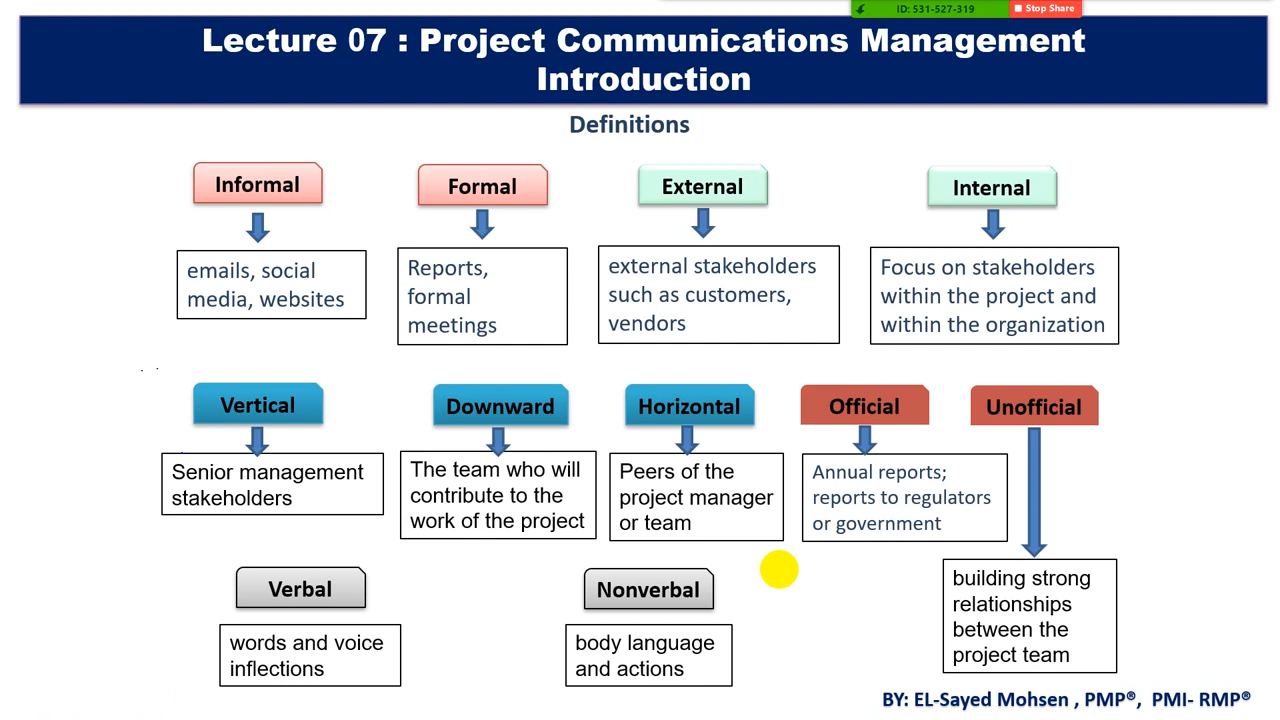 ID: 531-527-319
Stop Share
Lecture 07 : Project Communications Management
Introduction
Definitions
Informal
emails, social
media, websites
Formal
Reports,
formal
meetings
External
external stakeholders
such as customers,
vendors
Internal
Focus on stakeholders
within the project and
within the organization
Vertical
Senior management
stakeholders
Downward
The team who will
contribute to the
work of the project
Horizontal
Peers of the
project manager
or team
Official
Annual reports;
reports to regulators
or government
Unofficial
building strong
relationships
between the
project team
Verbal
words and voice
inflections
Nonverbal
body language
and actions
BY: EL-Sayed Mohsen , PMP®, PMI- RMP®